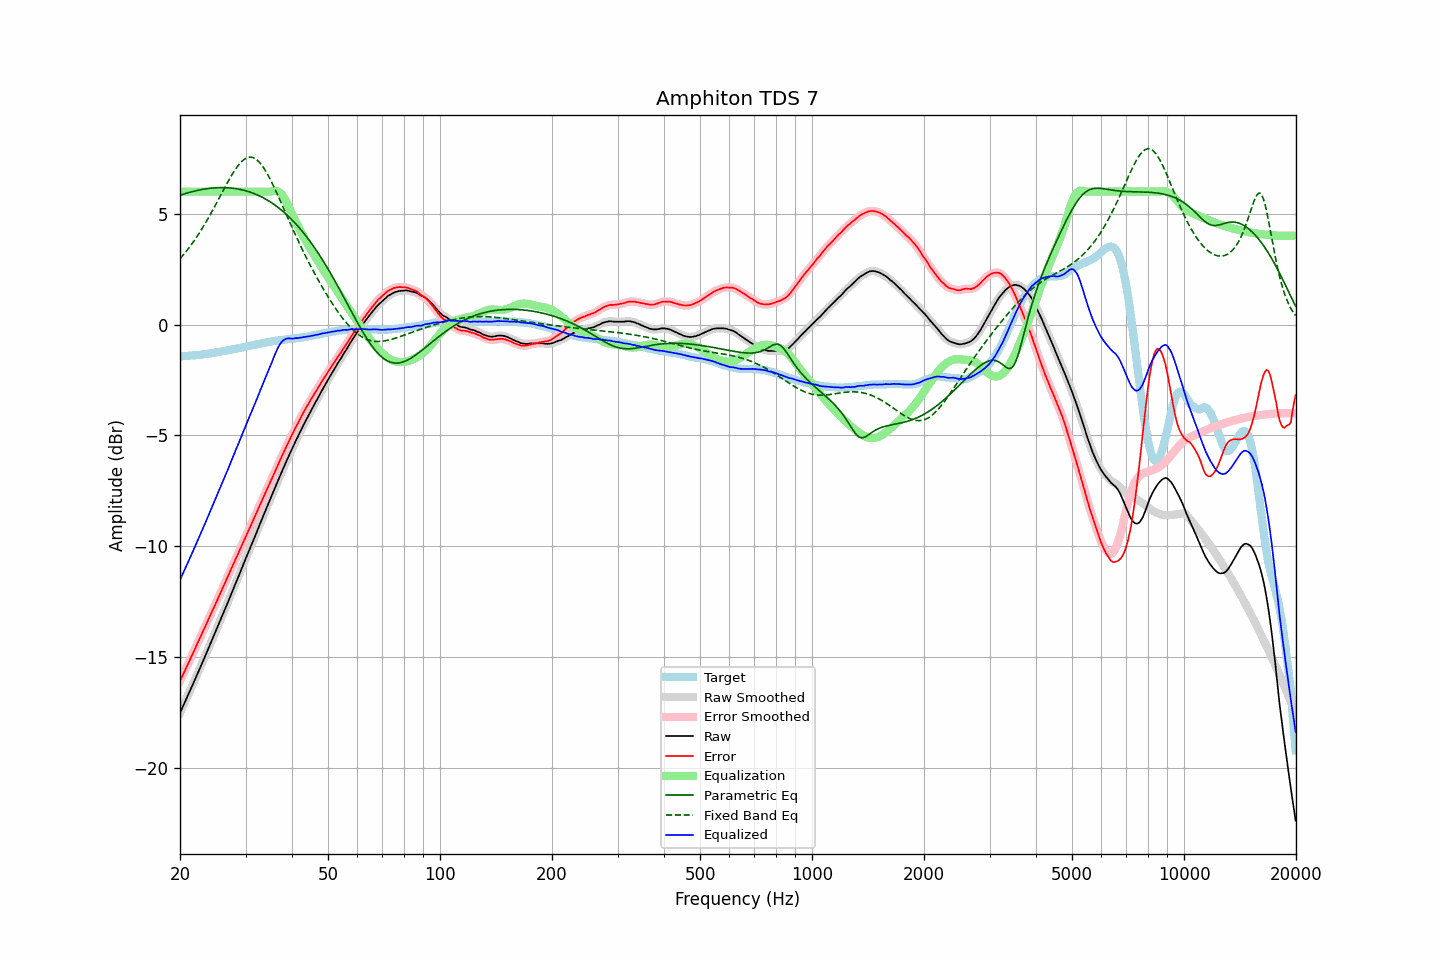 Amphiton TDS 7
Amplitude (dBr)
5
0
−5
−10
−15
−20
Target
Raw Smoothed
Error Smoothed
Raw
Error
Equalization
Parametric Eq
Fixed Band Eq
Equalized
20 50 100 200 500 1000 2000 5000 10000 20000
Frequency (Hz)